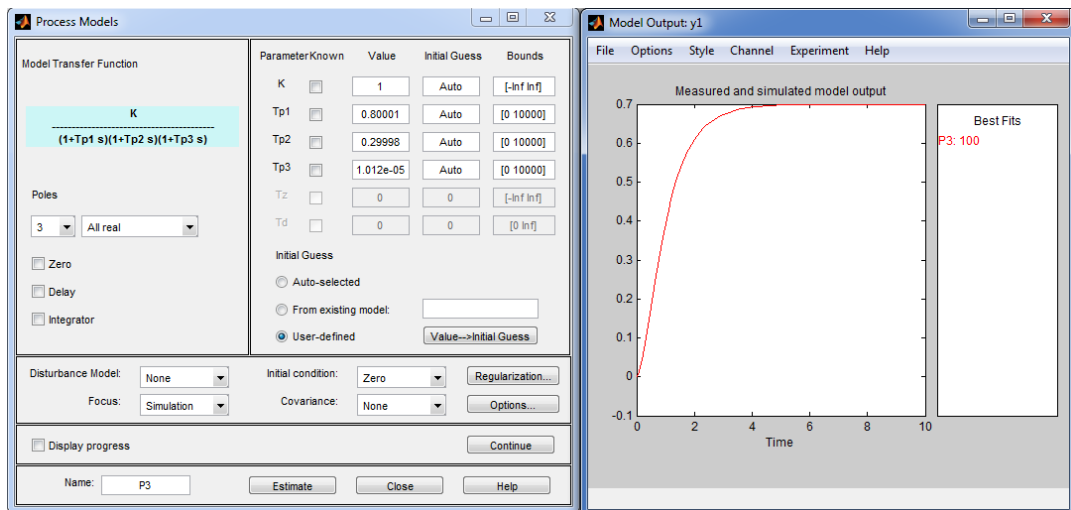 Process Models
Model Transfer Function
K
(1+Tp1 s)(1+Tp2 s)(1+Tp3 s)
Poles
3 All real
Zero
Delay
Integrator
Parameter Known Value Initial Guess Bounds
K 1 Auto [-Inf Inf]
Tp1 0.80001 Auto [0 10000]
Tp2 0.29998 Auto [0 10000]
Tp3 1.012e-05 Auto [0 10000]
Tz 0 0 [-Inf Inf]
Td 0 0 [0 Inf]
Initial Guess
Auto-selected
From existing model:
User-defined Value-->Initial Guess
Disturbance Model: None Initial condition: Zero Regularization...
Focus: Simulation Covariance: None Options...
Display progress Continue
Name: P3 Estimate Close Help
Model Output: y1
File Options Style Channel Experiment Help
Measured and simulated model output
0.7
0.6
0.5
0.4
0.3
0.2
0.1
0
-0.1
0 2 4 6 8 10
Time
Best Fits
P3: 100